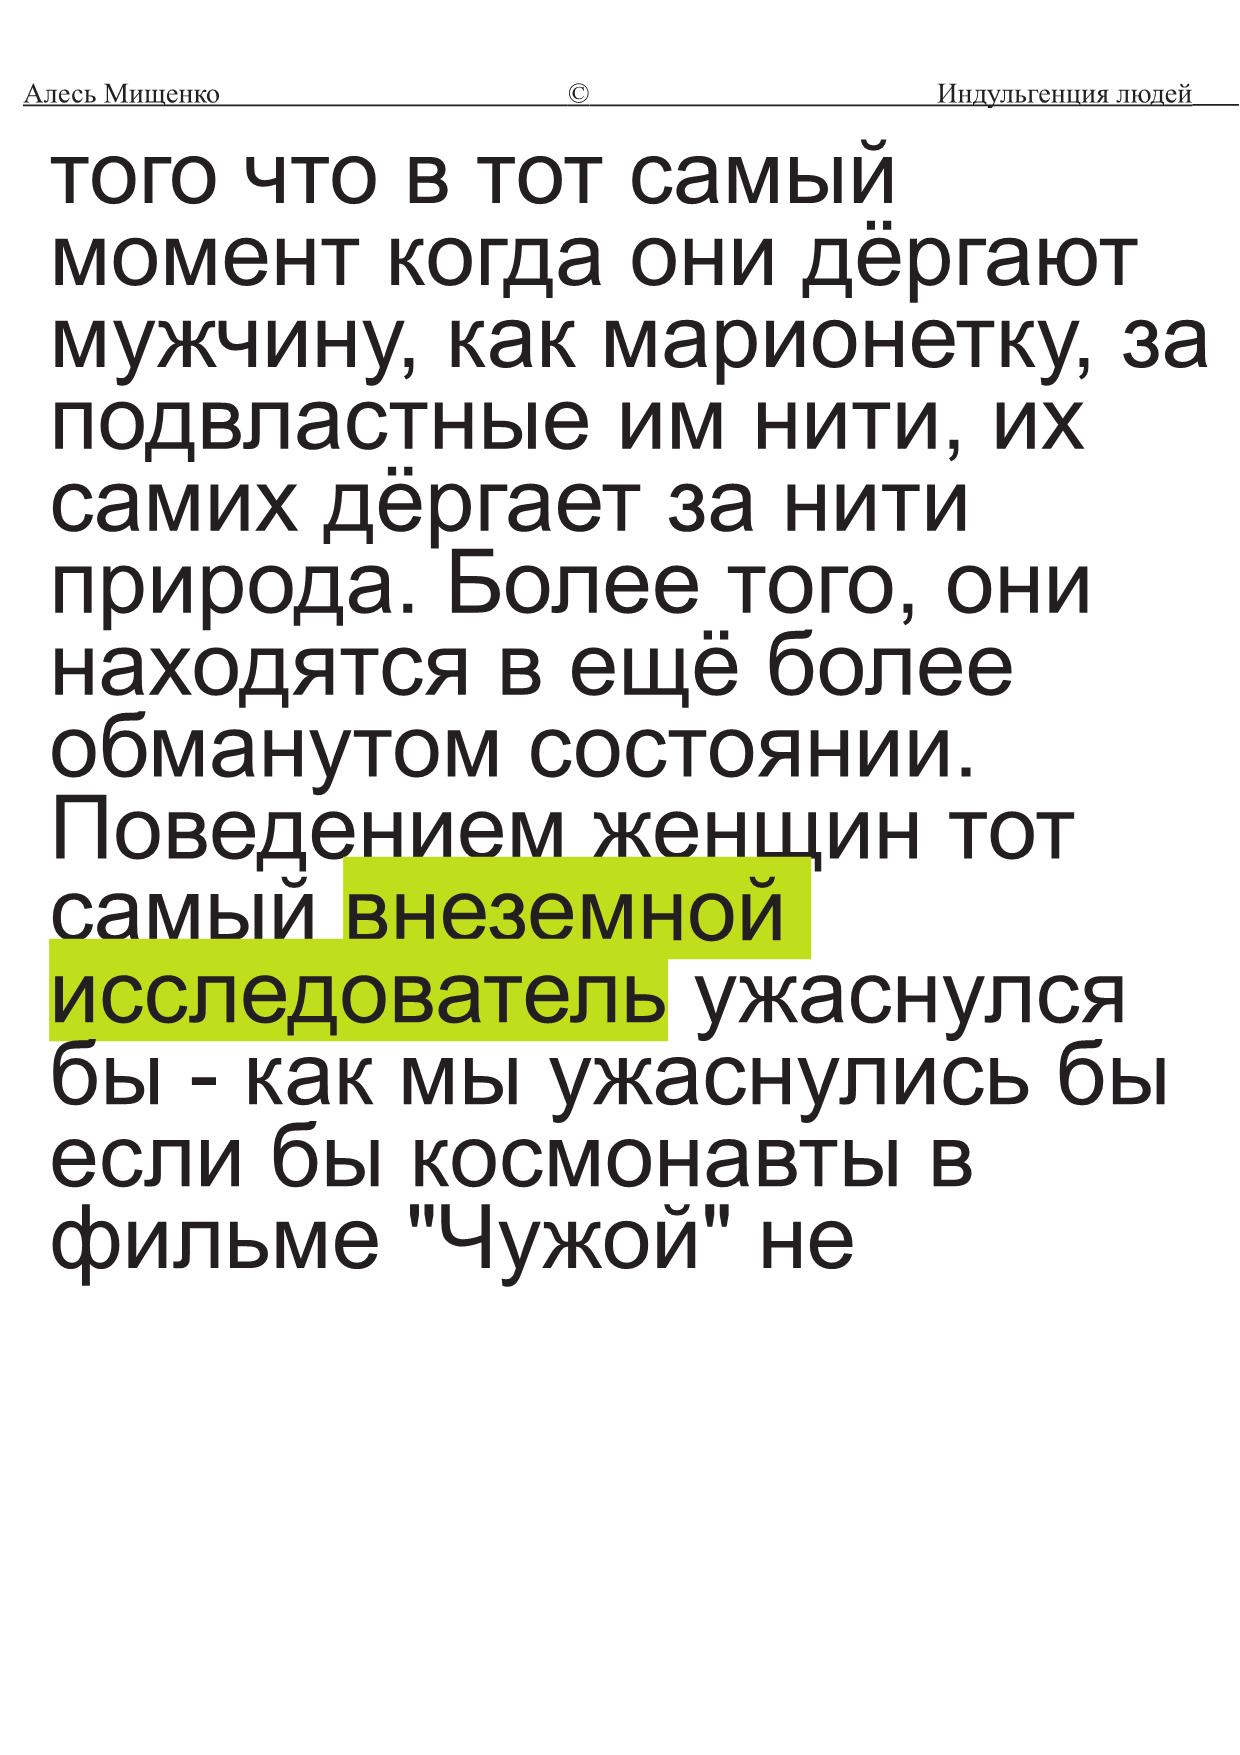 Алесь Мищенко © Индульгенция людей
того что в тот самый
момент когда они дёргают
мужчину, как марионетку, за
подвластные им нити, их
самих дёргает за нити
природа. Более того, они
находятся в ещё более
обманутом состоянии.
Поведением женщин тот
самый внеземной
исследователь ужаснулся
бы - как мы ужаснулись бы
если бы космонавты в
фильме "Чужой" не